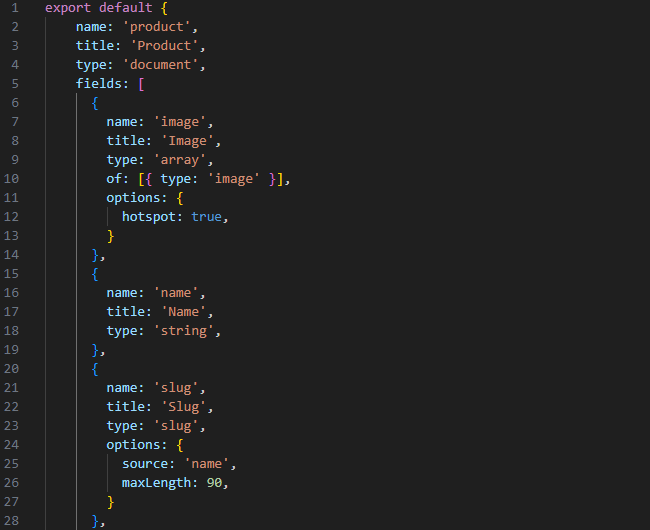 1 export default {
2 name: 'product',
3 title: 'Product',
4 type: 'document',
5 fields: [
6 {
7 name: 'image',
8 title: 'Image',
9 type: 'array',
10 of: [{ type: 'image' }],
11 options: {
12 hotspot: true,
13 }
14 },
15 {
16 name: 'name',
17 title: 'Name',
18 type: 'string',
19 },
20 {
21 name: 'slug',
22 title: 'Slug',
23 type: 'slug',
24 options: {
25 source: 'name',
26 maxLength: 90,
27 }
28 },